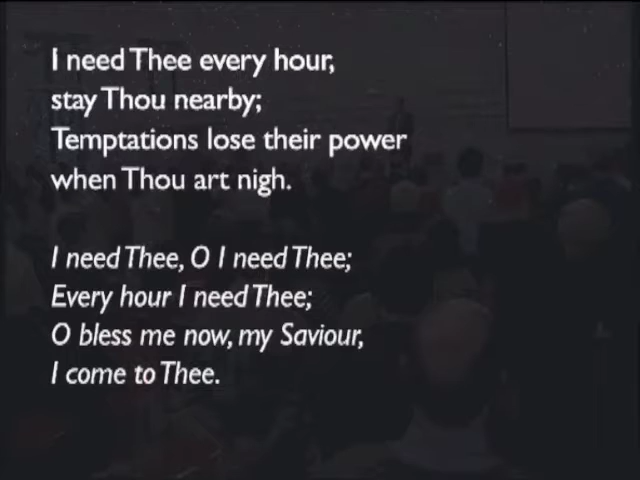 I need Thee every hour,
stay Thou nearby;
Temptations lose their power
when Thou art nigh.
I need Thee, O I need Thee;
Every hour I need Thee;
O bless me now, my Saviour,
I come to Thee.